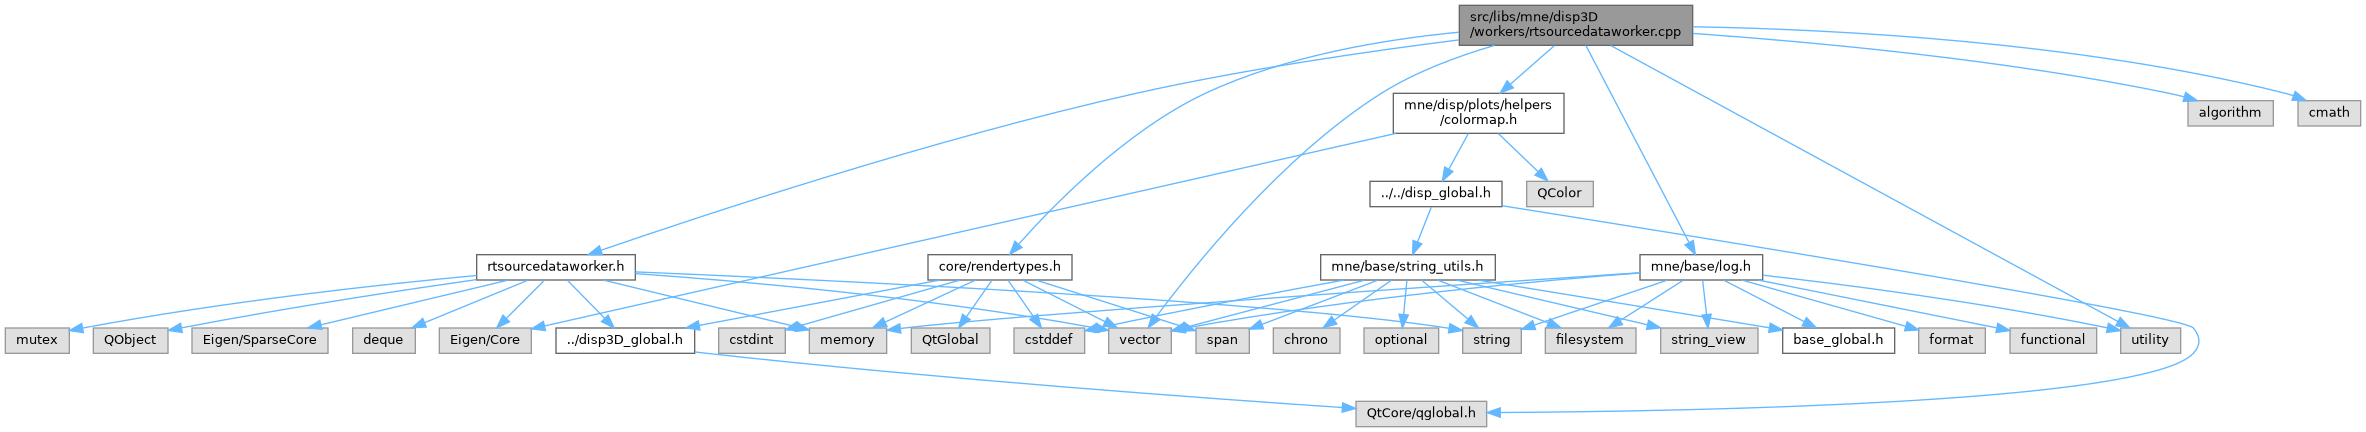 src/libs/mne/disp3D
/workers/rtsourcedataworker.cpp
mne/disp/plots/helpers
/colormap.h
algorithm
cmath
../../disp_global.h
QColor
rtsourcedataworker.h
core/rendertypes.h
mne/base/string_utils.h
mne/base/log.h
mutex
QObject
Eigen/SparseCore
deque
Eigen/Core
../disp3D_global.h
cstdint
memory
QtGlobal
cstddef
vector
span
chrono
optional
string
filesystem
string_view
base_global.h
format
functional
utility
QtCore/qglobal.h